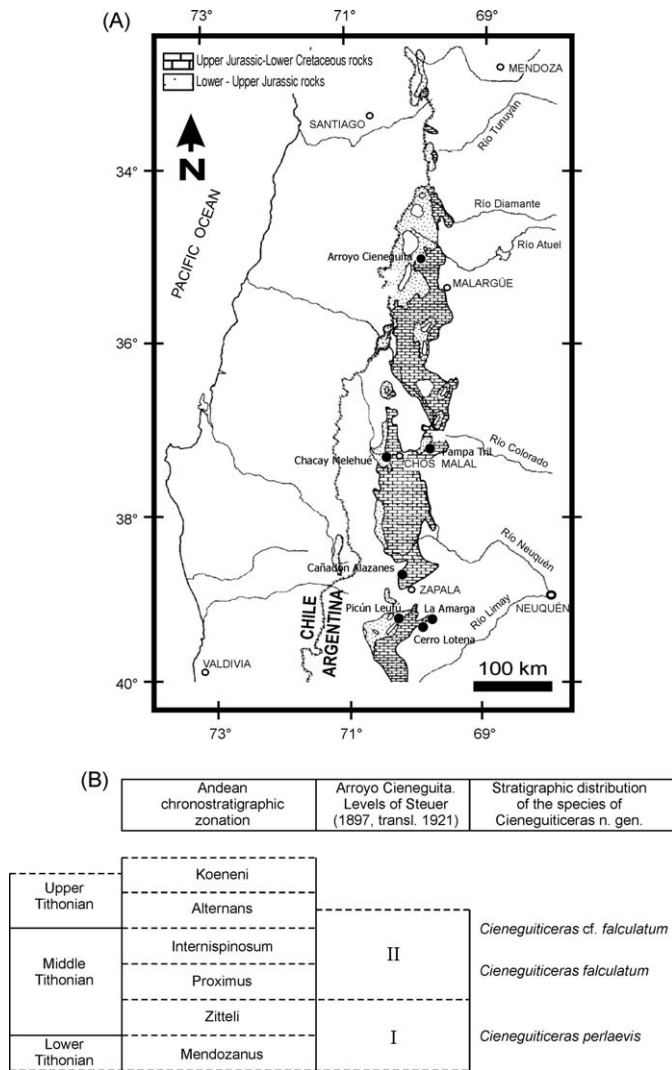 (A)
73°
71°
69°
Upper Jurassic-Lower Cretaceous rocks
Lower - Upper Jurassic rocks
MENDOZA
SANTIAGO
Río Tunuyán
N
34°
Río Diamante
Río Atuel
PACIFIC OCEAN
Arroyo Cieneguita
MALARGÜE
36°
Río Colorado
Pampa Tril
Chacay Melehué
CHOS MALAL
38°
Río Neuquén
Cañadón Alazanes
ZAPALA
Picún Leufú
La Amarga
NEUQUÉN
Río Limay
Cerro Lotena
CHILE
ARGENTINA
VALDIVIA
100 km
40°
73°
71°
69°
(B)
Andean
chronostratigraphic
zonation
Arroyo Cieneguita.
Levels of Steuer
(1897, transl. 1921)
Stratigraphic distribution
of the species of
Cieneguiticeras n. gen.
Upper
Tithonian
Middle
Tithonian
Lower
Tithonian
Koeneni
Alternans
Internispinosum
Proximus
Zitteli
Mendozanus
II
I
Cieneguiticeras cf. falculatum
Cieneguiticeras falculatum
Cieneguiticeras perlaevis